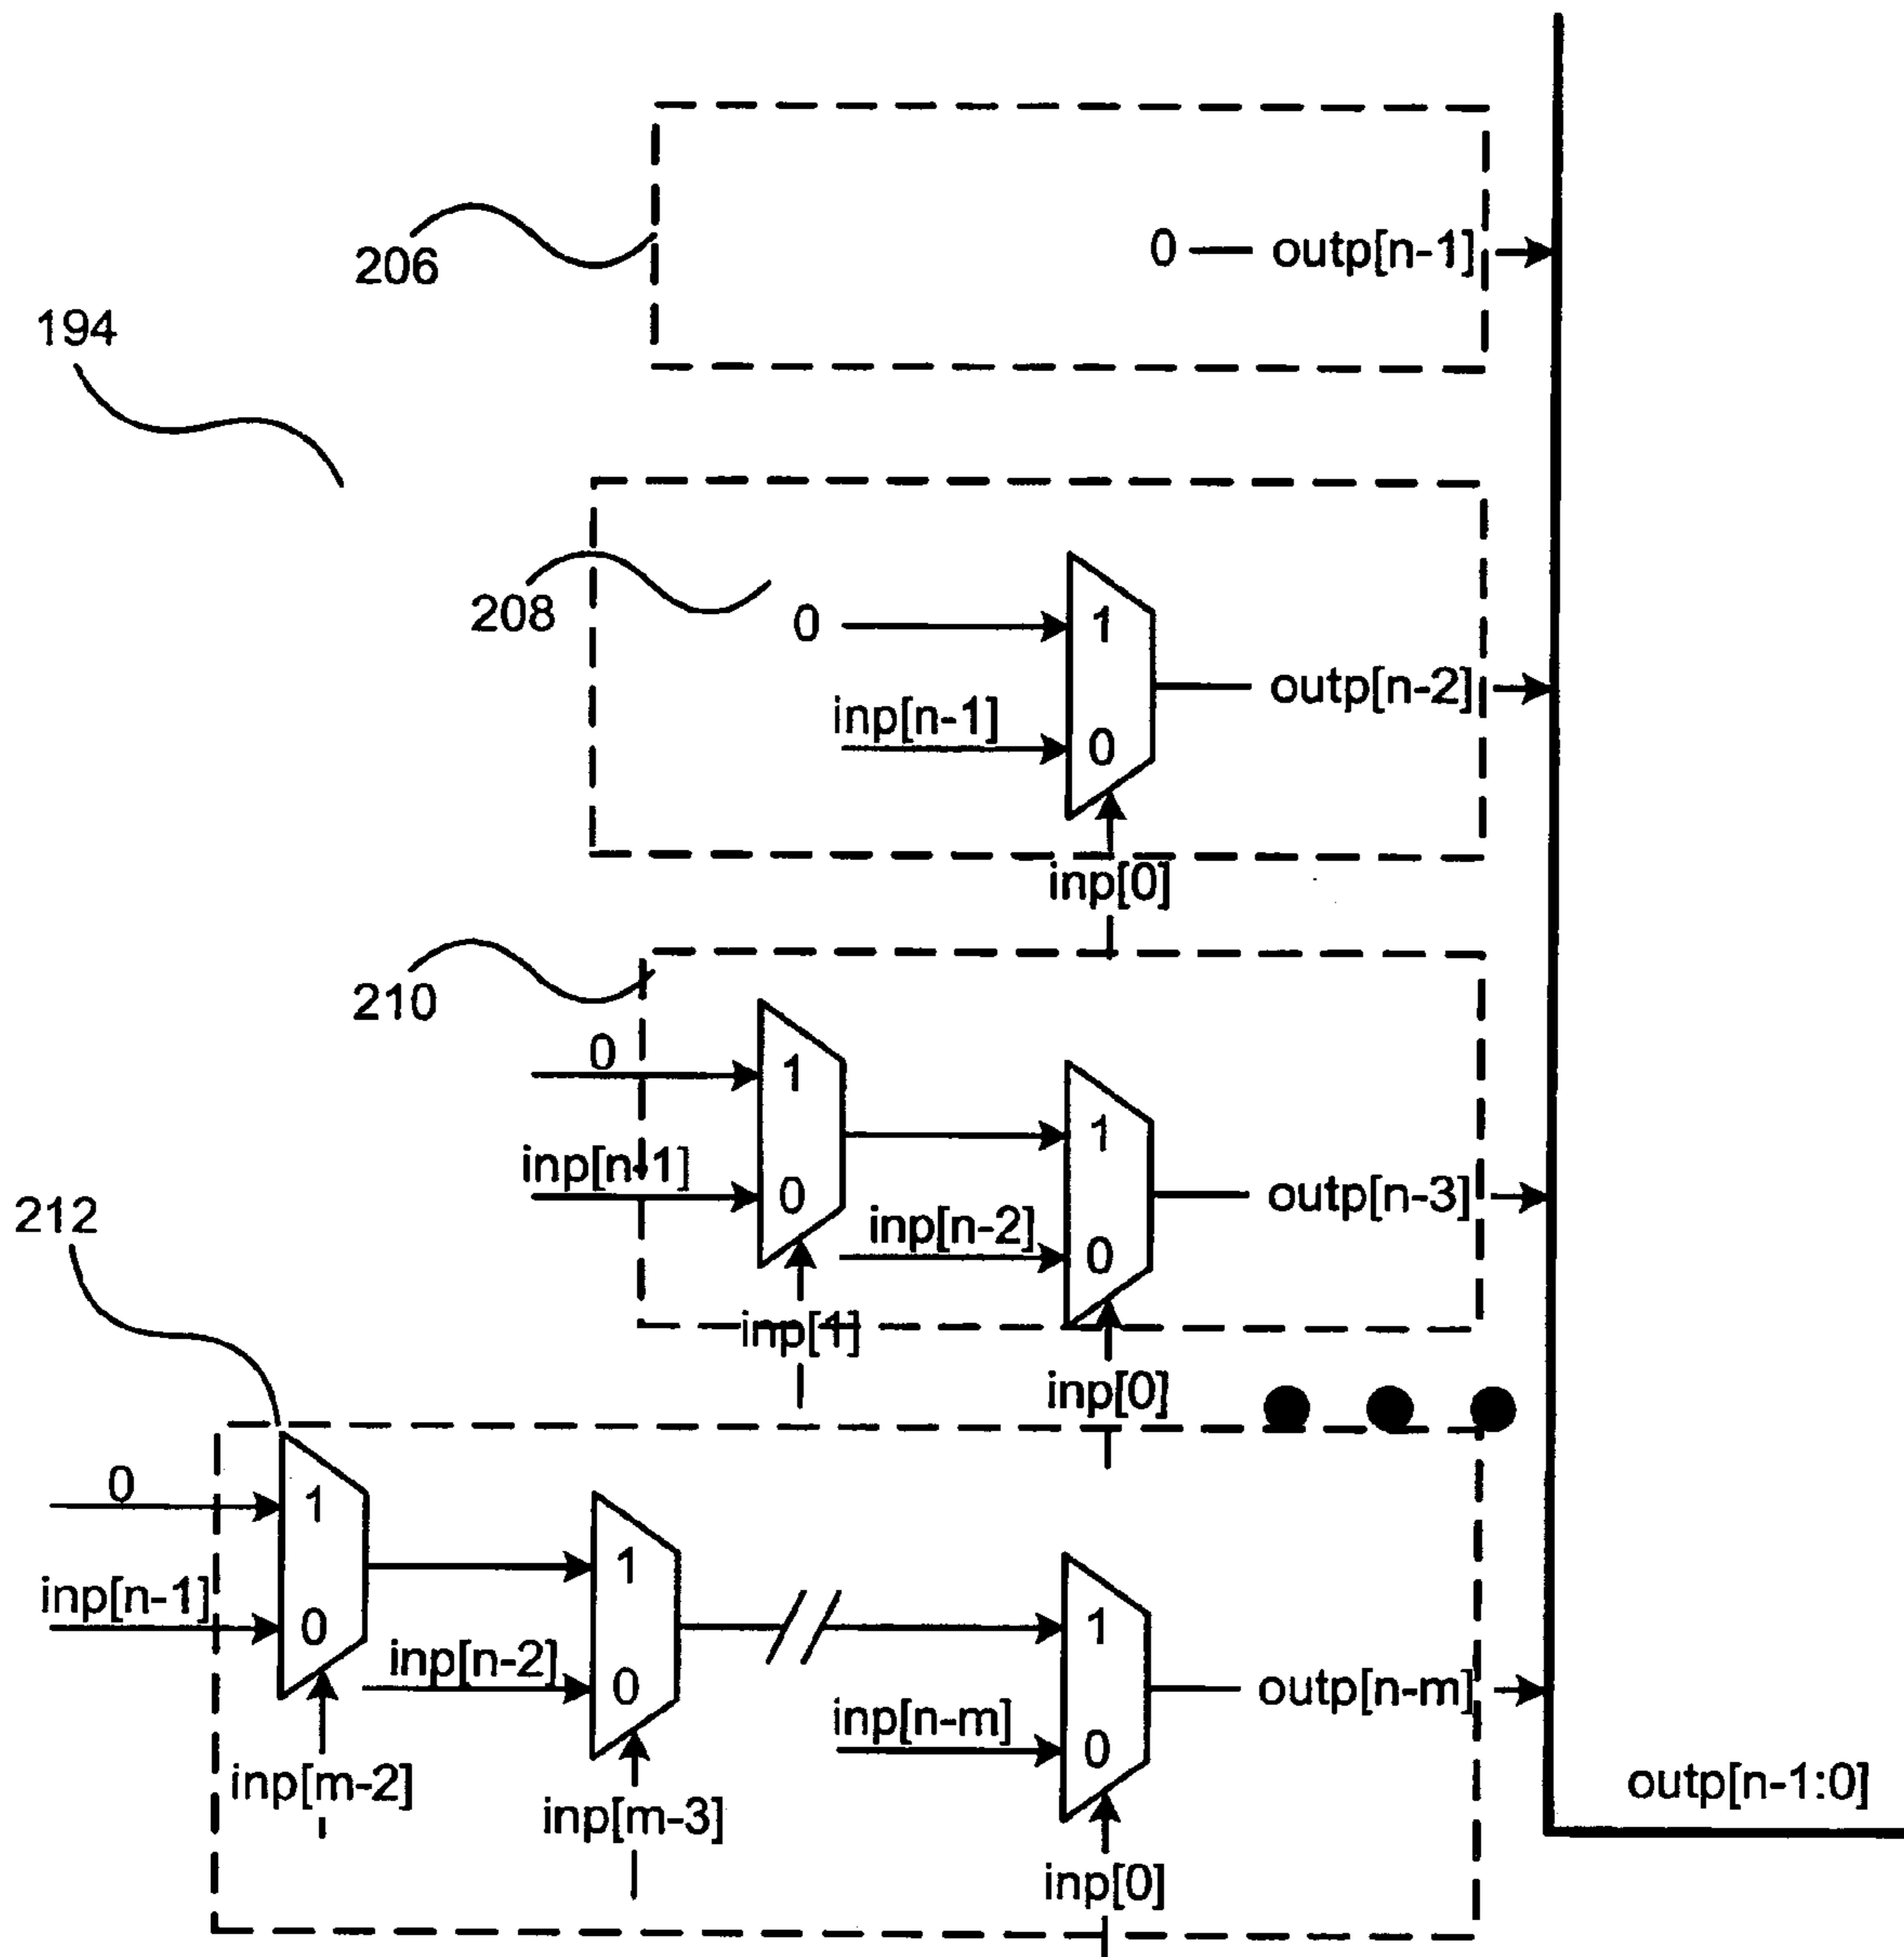 206
0 outp[n-1]
194
208
0
1
outp[n-2]
inp[n-1]
0
inp[0]
210
0
1
1
inp[n-1]
0
outp[n-3]
inp[n-2]
0
inp[1]
inp[0]
212
0
1
1
inp[n-1]
0
1
inp[n-2]
0
outp[n-m]
inp[n-m]
0
inp[m-2]
inp[m-3]
inp[0]
outp[n-1:0]